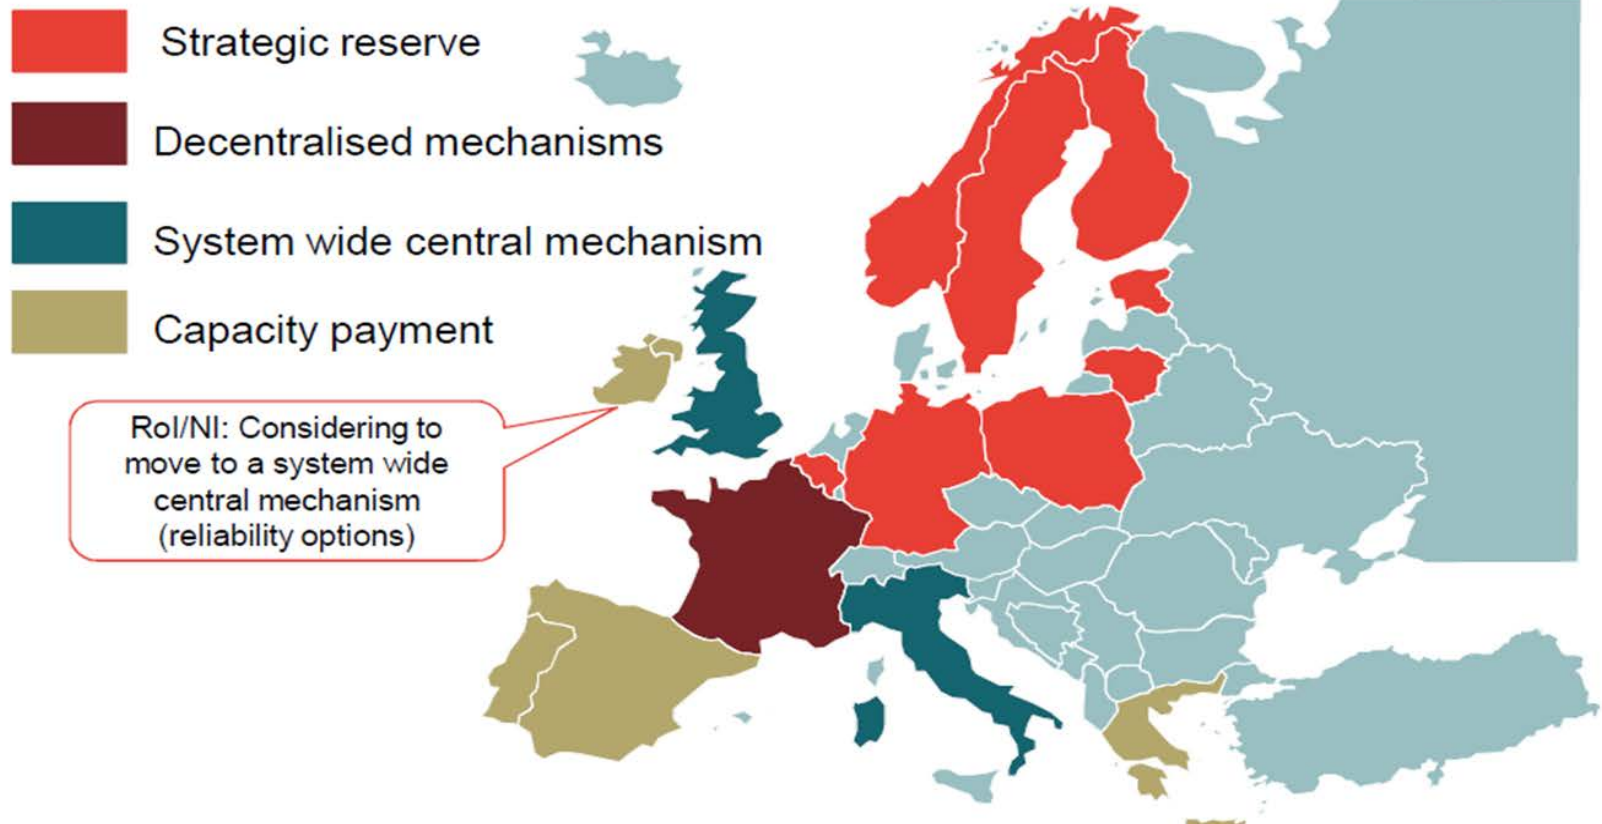 Strategic reserve
Decentralised mechanisms
System wide central mechanism
Capacity payment
RoI/NI: Considering to
move to a system wide
central mechanism
(reliability options)